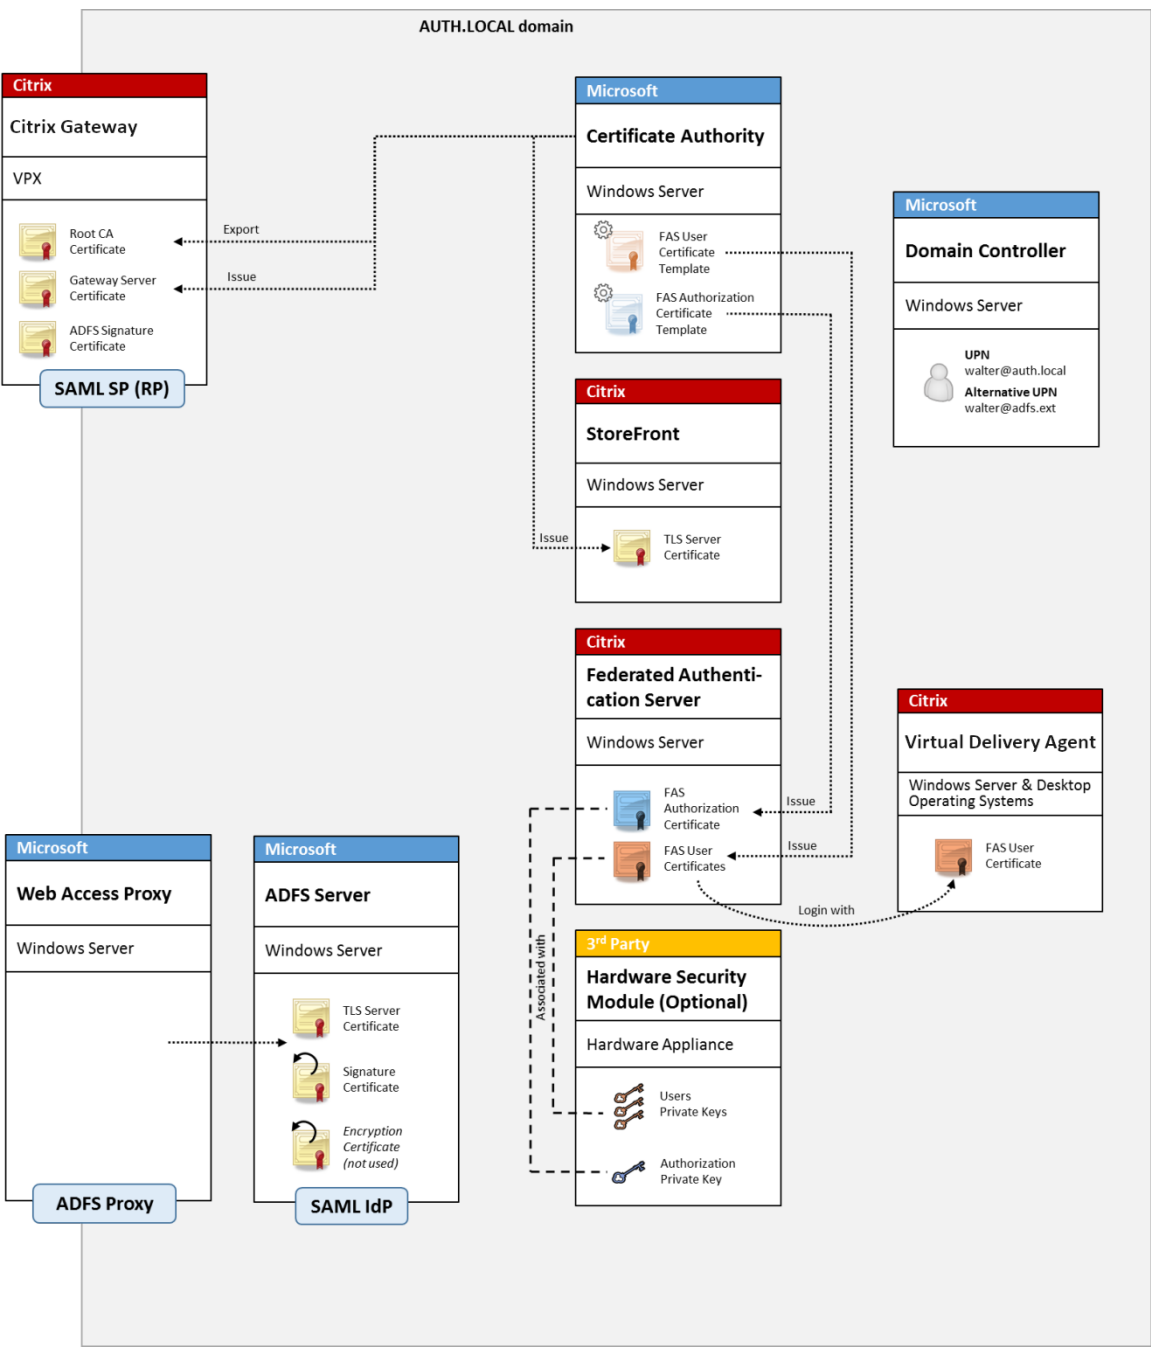 AUTH.LOCAL domain
Citrix
Citrix Gateway
VPX
Root CA
Certificate
Gateway Server
Certificate
ADFS Signature
Certificate
SAML SP (RP)
Export
Issue
Microsoft
Certificate Authority
Windows Server
FAS User
Certificate
Template
FAS Authorization
Certificate
Template
Microsoft
Domain Controller
Windows Server
UPN
walter@auth.local
Alternative UPN
walter@adfs.ext
Citrix
StoreFront
Windows Server
Issue
TLS Server
Certificate
Citrix
Federated Authenti-
cation Server
Windows Server
FAS
Authorization
Certificate
FAS User
Certificates
Issue
Issue
Login with
Citrix
Virtual Delivery Agent
Windows Server & Desktop
Operating Systems
FAS User
Certificate
Microsoft
Web Access Proxy
Windows Server
ADFS Proxy
Microsoft
ADFS Server
Windows Server
TLS Server
Certificate
Signature
Certificate
Encryption
Certificate
(not used)
SAML IdP
Associated with
3rd Party
Hardware Security
Module (Optional)
Hardware Appliance
Users
Private Keys
Authorization
Private Key